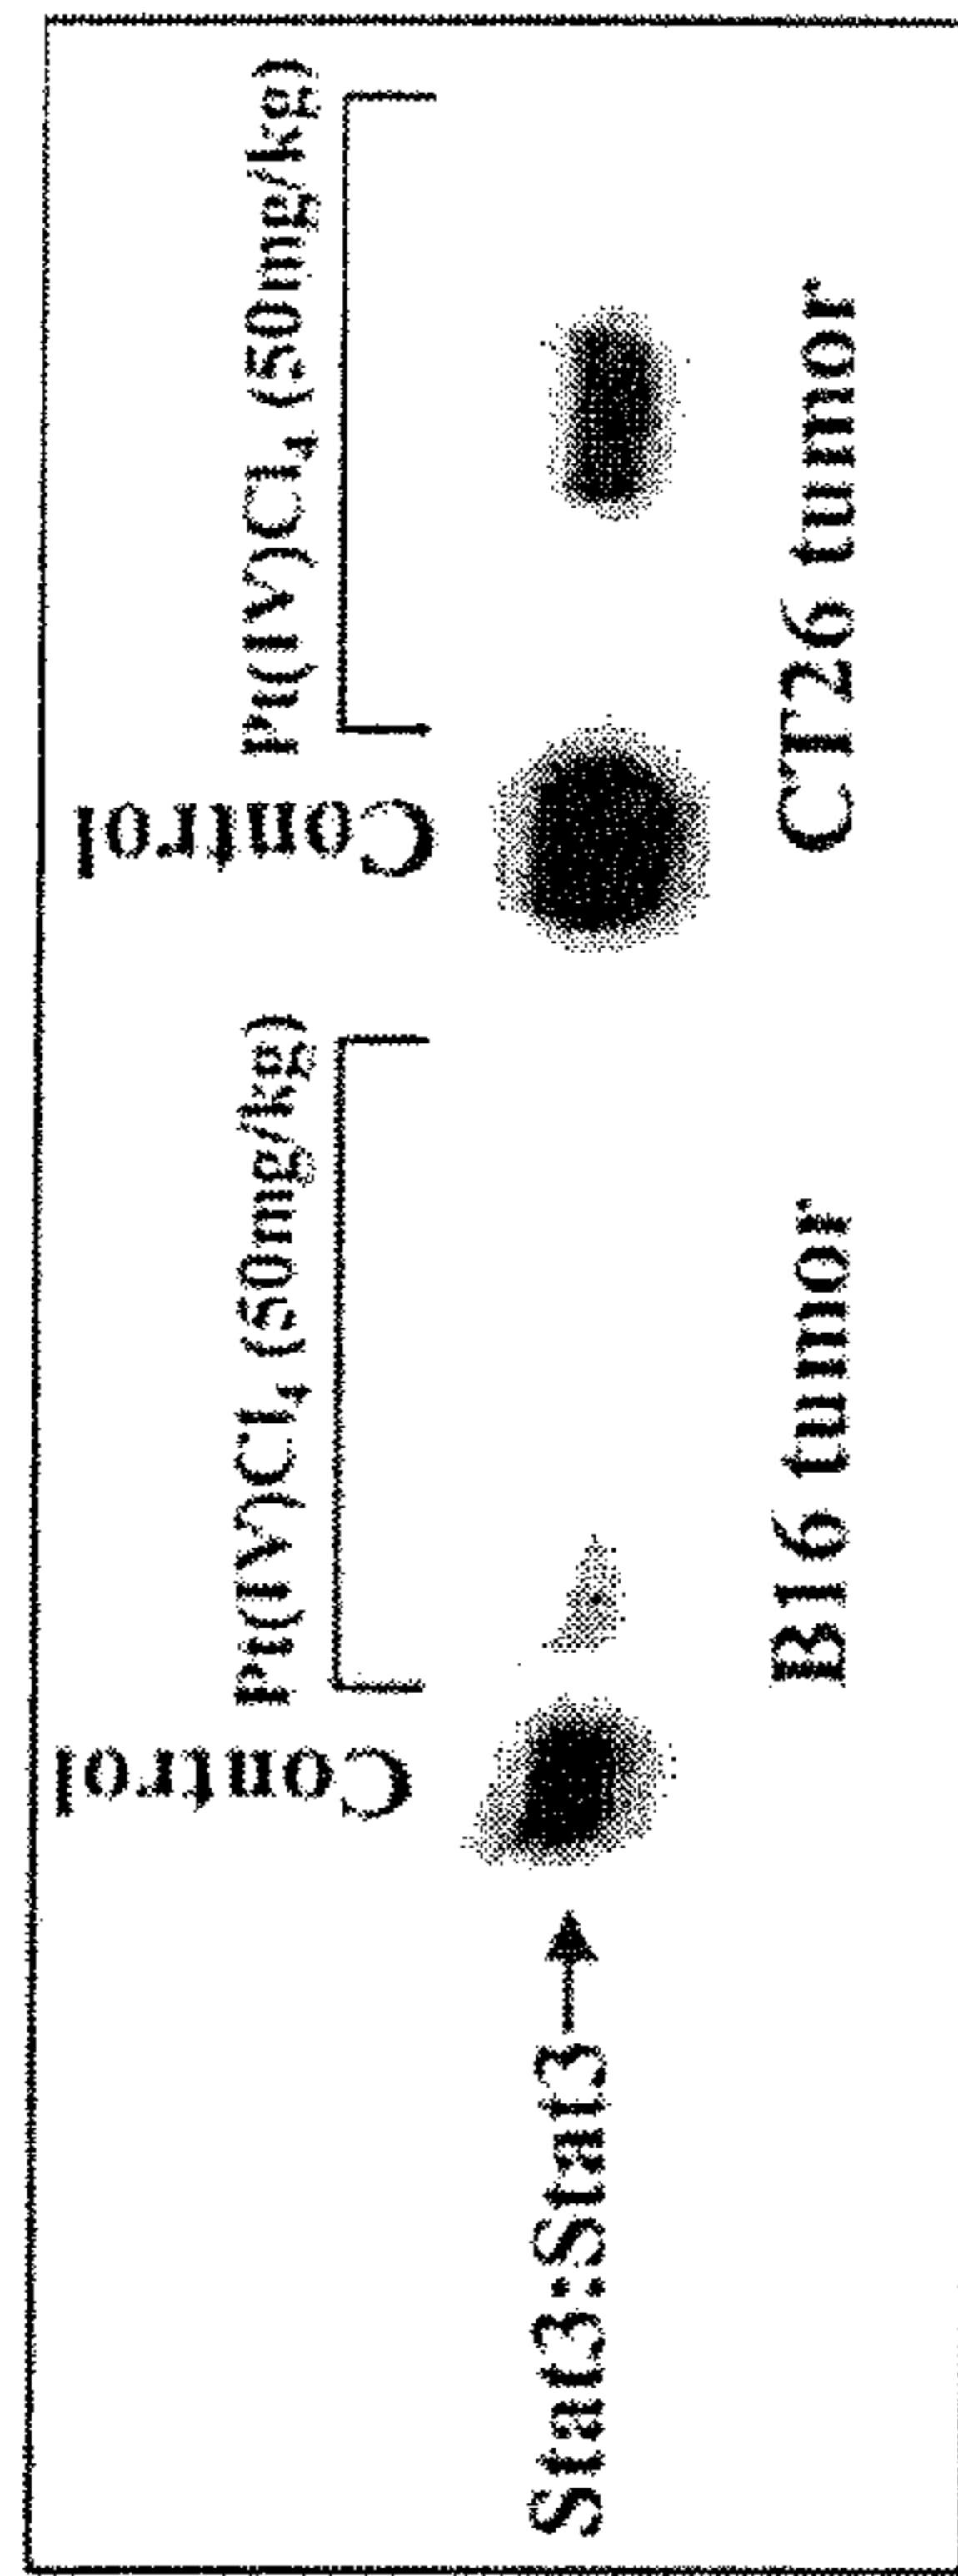 Control
Pt(IV)Cl4 (50mg/kg)
Control
Pt(IV)Cl4 (50mg/kg)
Stat3:Stat3
B16 tumor
CT26 tumor